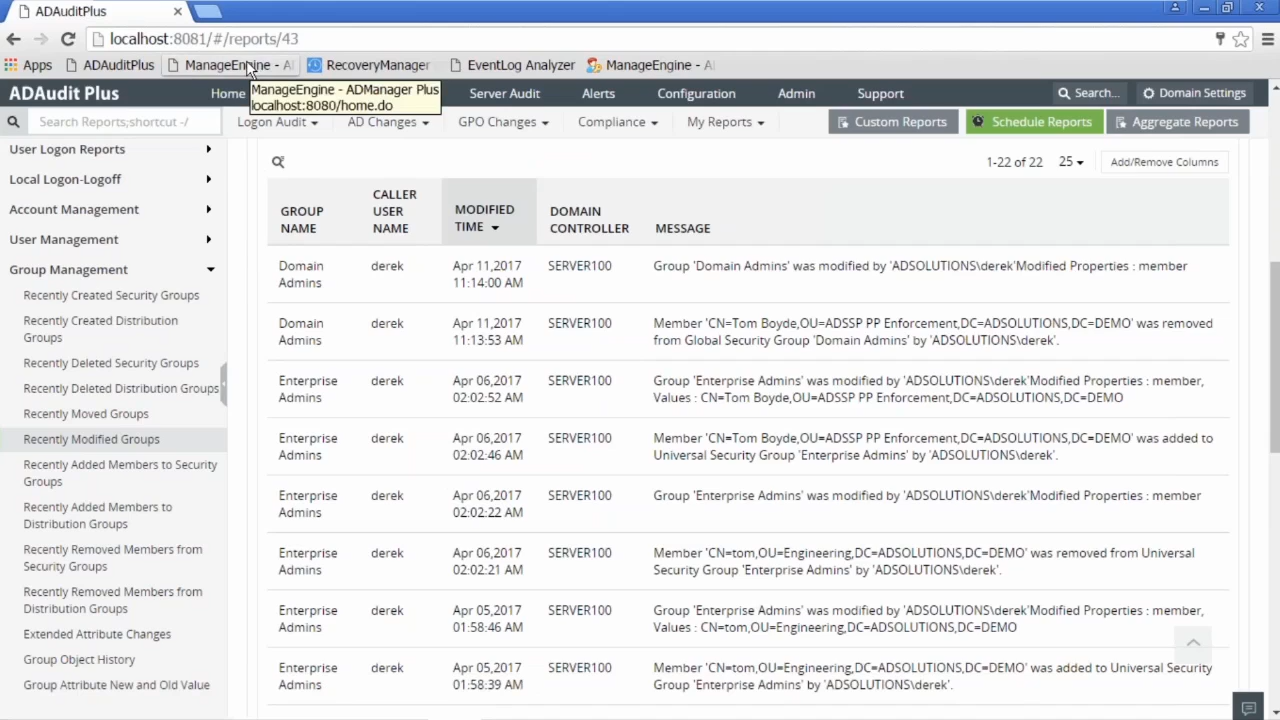 ADAuditPlus
localhost:8081/#/reports/43
Apps ADAuditPlus ManageEngine - AD RecoveryManager EventLog Analyzer ManageEngine - AD
ManageEngine - ADManager Plus
localhost:8080/home.do
ADAudit Plus Home Server Audit Alerts Configuration Admin Support Search... Domain Settings
Search Reports;shortcut -/ Logon Audit AD Changes GPO Changes Compliance My Reports Custom Reports Schedule Reports Aggregate Reports
User Logon Reports
Local Logon-Logoff
Account Management
User Management
Group Management
Recently Created Security Groups
Recently Created Distribution
Groups
Recently Deleted Security Groups
Recently Deleted Distribution Groups
Recently Moved Groups
Recently Modified Groups
Recently Added Members to Security
Groups
Recently Added Members to
Distribution Groups
Recently Removed Members from
Security Groups
Recently Removed Members from
Distribution Groups
Extended Attribute Changes
Group Object History
Group Attribute New and Old Value
1-22 of 22 25 Add/Remove Columns
GROUP
NAME
CALLER
USER
NAME
MODIFIED
TIME
DOMAIN
CONTROLLER
MESSAGE
Domain derek Apr 11,2017 SERVER100 Group 'Domain Admins' was modified by 'ADSOLUTIONS\derek'Modified Properties : member
Admins 11:14:00 AM
Domain derek Apr 11,2017 SERVER100 Member 'CN=Tom Boyde,OU=ADSSP PP Enforcement,DC=ADSOLUTIONS,DC=DEMO' was removed
Admins 11:13:53 AM from Global Security Group 'Domain Admins' by 'ADSOLUTIONS\derek'.
Enterprise derek Apr 06,2017 SERVER100 Group 'Enterprise Admins' was modified by 'ADSOLUTIONS\derek'Modified Properties : member,
Admins 02:02:52 AM Values : CN=Tom Boyde,OU=ADSSP PP Enforcement,DC=ADSOLUTIONS,DC=DEMO
Enterprise derek Apr 06,2017 SERVER100 Member 'CN=Tom Boyde,OU=ADSSP PP Enforcement,DC=ADSOLUTIONS,DC=DEMO' was added to
Admins 02:02:46 AM Universal Security Group 'Enterprise Admins' by 'ADSOLUTIONS\derek'.
Enterprise derek Apr 06,2017 SERVER100 Group 'Enterprise Admins' was modified by 'ADSOLUTIONS\derek'Modified Properties : member
Admins 02:02:22 AM
Enterprise derek Apr 06,2017 SERVER100 Member 'CN=tom,OU=Engineering,DC=ADSOLUTIONS,DC=DEMO' was removed from Universal
Admins 02:02:21 AM Security Group 'Enterprise Admins' by 'ADSOLUTIONS\derek'.
Enterprise derek Apr 05,2017 SERVER100 Group 'Enterprise Admins' was modified by 'ADSOLUTIONS\derek'Modified Properties : member,
Admins 01:58:46 AM Values : CN=tom,OU=Engineering,DC=ADSOLUTIONS,DC=DEMO
Enterprise derek Apr 05,2017 SERVER100 Member 'CN=tom,OU=Engineering,DC=ADSOLUTIONS,DC=DEMO' was added to Universal Security
Admins 01:58:39 AM Group 'Enterprise Admins' by 'ADSOLUTIONS\derek'.